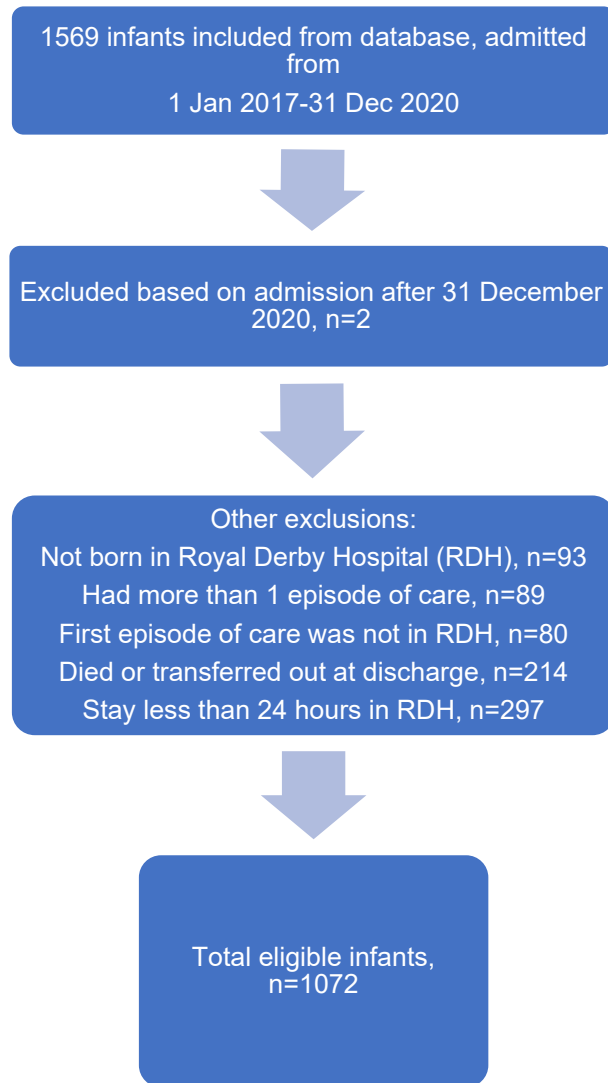 1569 infants included from database, admitted
from
1 Jan 2017-31 Dec 2020
Excluded based on admission after 31 December
2020, n=2
Other exclusions:
Not born in Royal Derby Hospital (RDH), n=93
Had more than 1 episode of care, n=89
First episode of care was not in RDH, n=80
Died or transferred out at discharge, n=214
Stay less than 24 hours in RDH, n=297
Total eligible infants,
n=1072